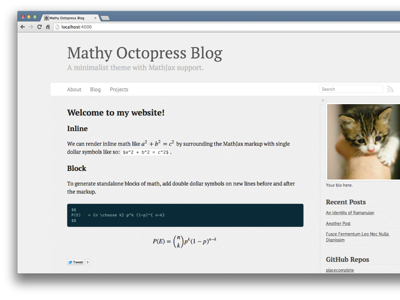 Mathy Octopress Blog
localhost:4000
Mathy Octopress Blog
A minimalist theme with MathJax support.
About Blog Projects
Search
Welcome to my website!
Inline
We can render inline math like a² + b² = c² by surrounding the MathJax markup with single
dollar symbols like so: $a^2 + b^2 = c^2$ .
Block
To generate standalone blocks of math, add double dollar symbols on new lines before and after
the markup.
$$
P(E) = {n \choose k} p^k (1-p)^{ n-k}
$$
P(E) = (n k) pᵏ(1 − p)ⁿ⁻ᵏ
Tweet
Your bio here.
Recent Posts
An Identity of Ramanujan
Another Post
Fusce Fermentum Leo Nec Nulla
Dignissim
GitHub Repos
placecomplete